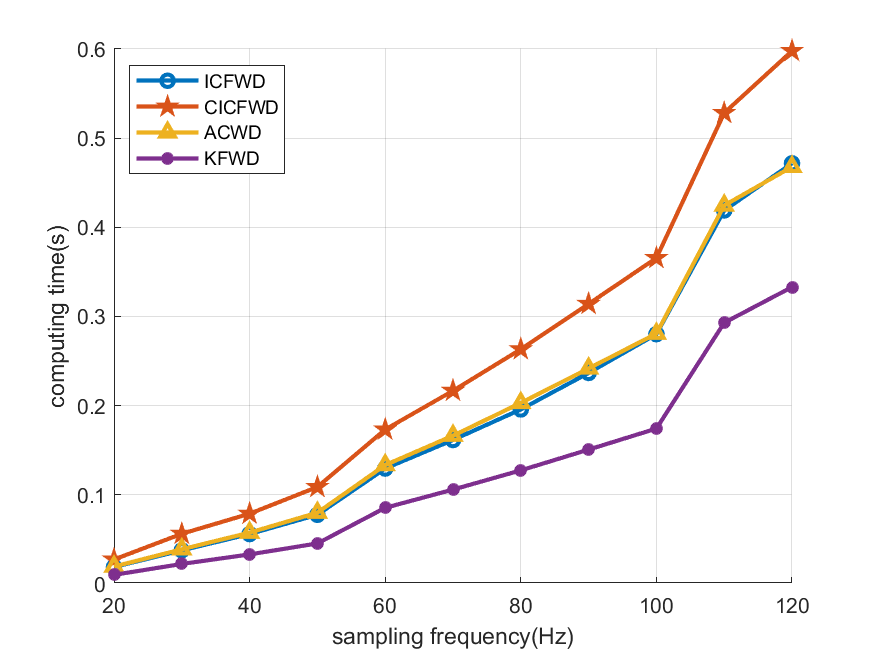 0.6
0.5
0.4
0.3
0.2
0.1
0
computing time(s)
ICFWD
CICFWD
ACWD
KFWD
20 40 60 80 100 120
sampling frequency(Hz)